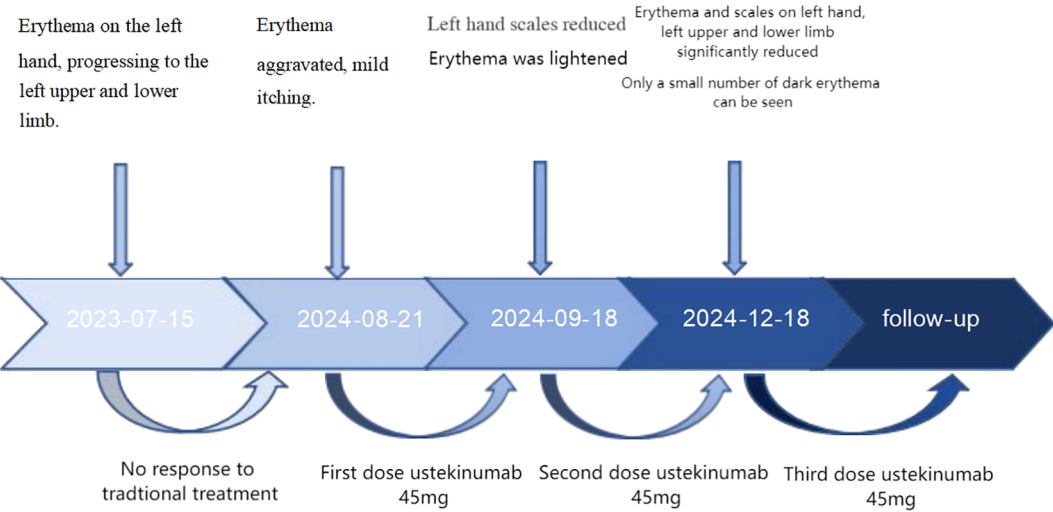 Erythema on the left
hand, progressing to the
left upper and lower
limb.
Erythema
aggravated, mild
itching.
Left hand scales reduced
Erythema was lightened
Erythema and scales on left hand,
left upper and lower limb
significantly reduced
Only a small number of dark erythema
can be seen
2023-07-15
2024-08-21
2024-09-18
2024-12-18
follow-up
No response to
tradtional treatment
First dose ustekinumab
45mg
Second dose ustekinumab
45mg
Third dose ustekinumab
45mg